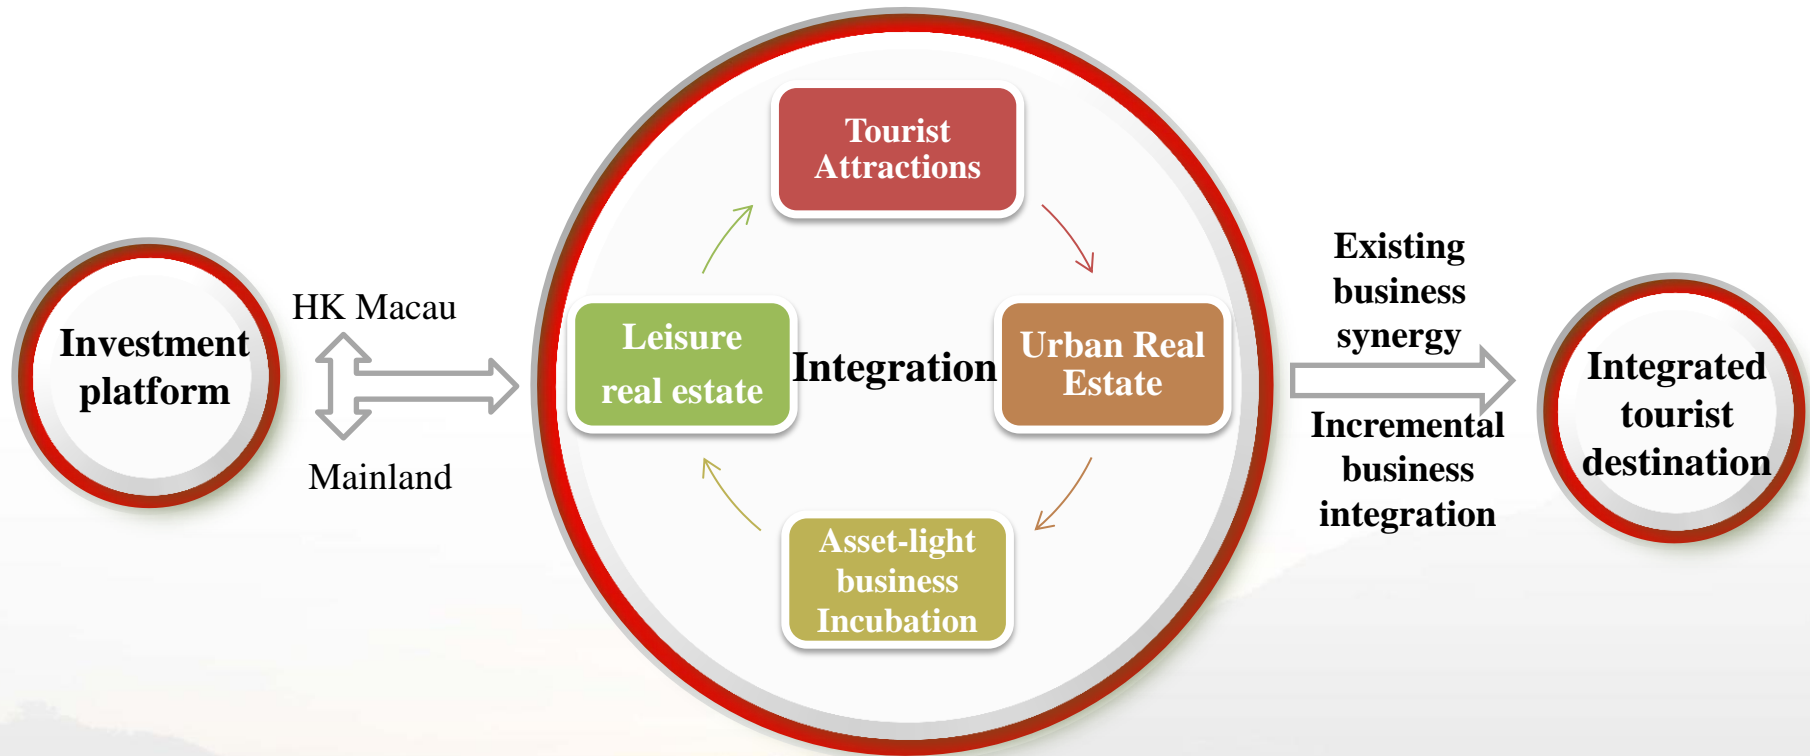 Investment
platform
HK Macau
Mainland
Tourist
Attractions
Leisure
real estate
Integration
Urban Real
Estate
Asset-light
business
Incubation
Existing
business
synergy
Incremental
business
integration
Integrated
tourist
destination